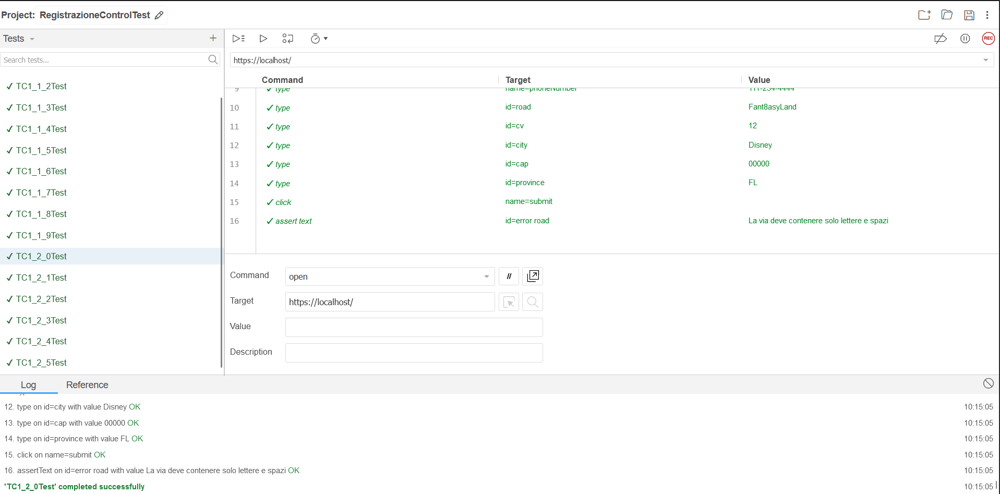 Project: RegistrazioneControlTest
Tests
REC
Search tests...
https://localhost/
Command Target Value
TC1_1_2Test
TC1_1_3Test
TC1_1_4Test
TC1_1_5Test
TC1_1_6Test
TC1_1_7Test
TC1_1_8Test
TC1_1_9Test
TC1_2_0Test
TC1_2_1Test
TC1_2_2Test
TC1_2_3Test
TC1_2_4Test
TC1_2_5Test
9 type name=phoneNumber 111-234-4444
10 type id=road Fant8asyLand
11 type id=cv 12
12 type id=city Disney
13 type id=cap 00000
14 type id=province FL
15 click name=submit
16 assert text id=error road La via deve contenere solo lettere e spazi
Command open //
Target https://localhost/
Value
Description
Log Reference
12. type on id=city with value Disney OK 10:15:05
13. type on id=cap with value 00000 OK 10:15:05
14. type on id=province with value FL OK 10:15:05
15. click on name=submit OK 10:15:05
16. assertText on id=error road with value La via deve contenere solo lettere e spazi OK 10:15:05
'TC1_2_0Test' completed successfully 10:15:05